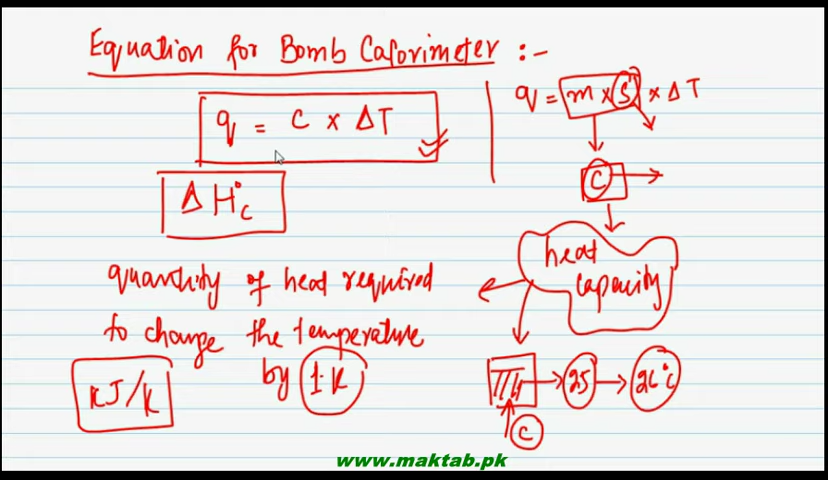 Equation for Bomb Calorimeter :-
q = C × ΔT
ΔH°c
quantity of heat required
to change the temperature
by 1·K
kJ/K
q = m × S × ΔT
C
heat
capacity
25 → 26°C
C
www.maktab.pk